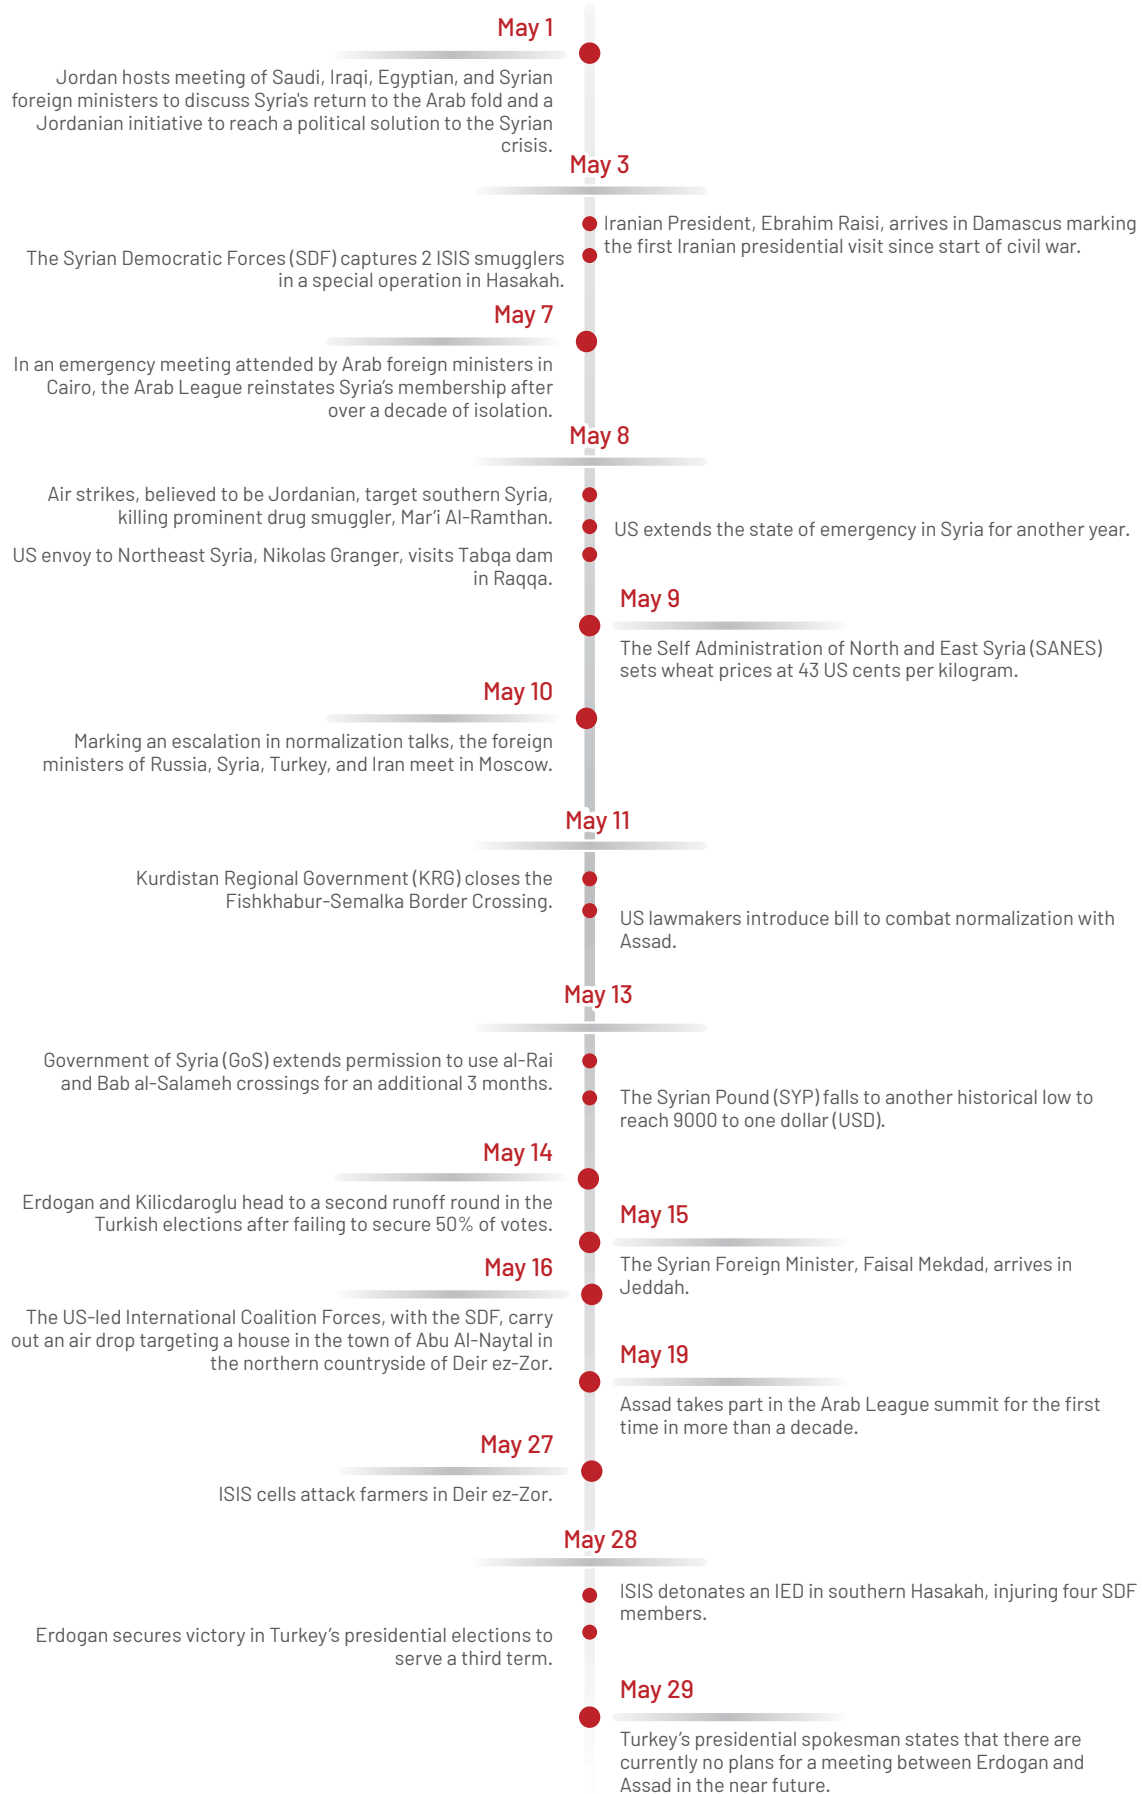 May 1
Jordan hosts meeting of Saudi, Iraqi, Egyptian, and Syrian
foreign ministers to discuss Syria's return to the Arab fold and a
Jordanian initiative to reach a political solution to the Syrian
crisis.
May 3
Iranian President, Ebrahim Raisi, arrives in Damascus marking
the first Iranian presidential visit since start of civil war.
The Syrian Democratic Forces (SDF) captures 2 ISIS smugglers
in a special operation in Hasakah.
May 7
In an emergency meeting attended by Arab foreign ministers in
Cairo, the Arab League reinstates Syria’s membership after
over a decade of isolation.
May 8
Air strikes, believed to be Jordanian, target southern Syria,
killing prominent drug smuggler, Mar’i Al-Ramthan.
US extends the state of emergency in Syria for another year.
US envoy to Northeast Syria, Nikolas Granger, visits Tabqa dam
in Raqqa.
May 9
The Self Administration of North and East Syria (SANES)
sets wheat prices at 43 US cents per kilogram.
May 10
Marking an escalation in normalization talks, the foreign
ministers of Russia, Syria, Turkey, and Iran meet in Moscow.
May 11
Kurdistan Regional Government (KRG) closes the
Fishkhabur-Semalka Border Crossing.
US lawmakers introduce bill to combat normalization with
Assad.
May 13
Government of Syria (GoS) extends permission to use al-Rai
and Bab al-Salameh crossings for an additional 3 months.
The Syrian Pound (SYP) falls to another historical low to
reach 9000 to one dollar (USD).
May 14
Erdogan and Kilicdaroglu head to a second runoff round in the
Turkish elections after failing to secure 50% of votes.
May 15
The Syrian Foreign Minister, Faisal Mekdad, arrives in
Jeddah.
May 16
The US-led International Coalition Forces, with the SDF, carry
out an air drop targeting a house in the town of Abu Al-Naytal in
the northern countryside of Deir ez-Zor.
May 19
Assad takes part in the Arab League summit for the first
time in more than a decade.
May 27
ISIS cells attack farmers in Deir ez-Zor.
May 28
ISIS detonates an IED in southern Hasakah, injuring four SDF
members.
Erdogan secures victory in Turkey’s presidential elections to
serve a third term.
May 29
Turkey’s presidential spokesman states that there are
currently no plans for a meeting between Erdogan and
Assad in the near future.